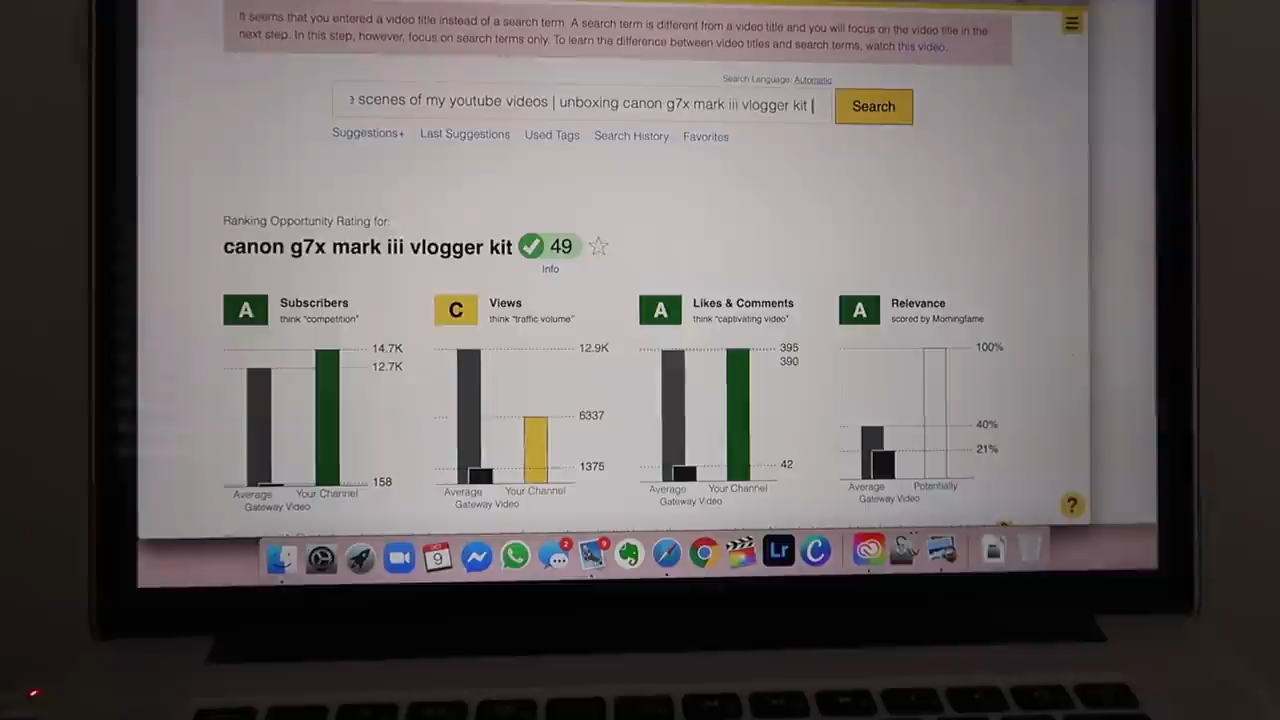 It seems that you entered a video title instead of a search term. A search term is different from a video title and you will focus on the video title in the
next step. In this step, however, focus on search terms only. To learn the difference between video titles and search terms, watch this video.
Search Language: Automatic
scenes of my youtube videos | unboxing canon g7x mark iii vlogger kit |
Search
Suggestions+ Last Suggestions Used Tags Search History Favorites
Ranking Opportunity Rating for:
canon g7x mark iii vlogger kit 49
Info
A Subscribers
think "competition"
14.7K
12.7K
158
Average Your Channel
Gateway Video
C Views
think "traffic volume"
12.9K
6337
1375
Average Your Channel
Gateway Video
A Likes & Comments
think "captivating video"
395
390
42
Average Your Channel
Gateway Video
A Relevance
scored by Morningfame
100%
40%
21%
Average Potentially
Gateway Video
?
OCT
9
2
9
Lr
C